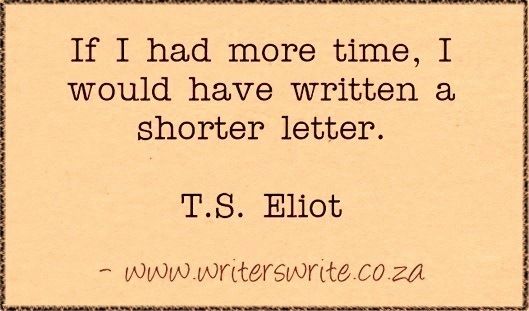 If I had more time, I
would have written a
shorter letter.
T.S. Eliot
- www.writerswrite.co.za